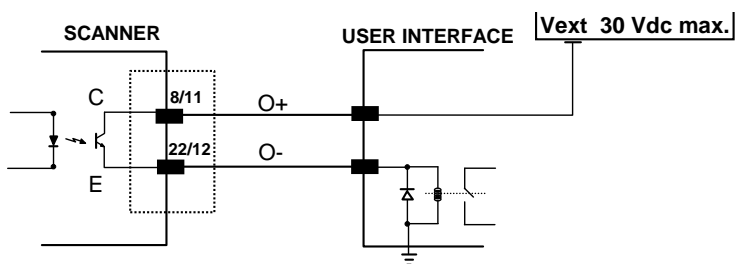 Vext 30 Vdc max.
SCANNER
USER INTERFACE
C
8/11
O+
22/12
O-
E